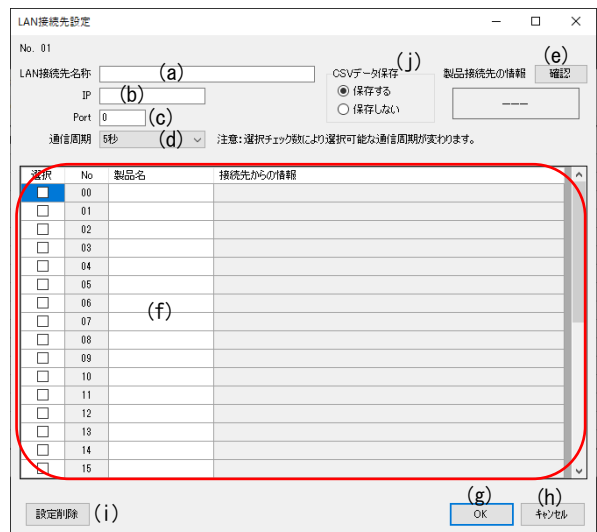 LAN接続先設定
No. 01
(j)
(e)
LAN接続先名称 (a) CSVデータ保存 製品接続先の情報 確認
IP (b) 保存する
---
Port 0 (c) 保存しない
通信周期 5秒 (d) 注意：選択チェック数により選択可能な通信周期が変わります。
選択 No 製品名 接続先からの情報
00
01
02
03
04
05
06
(f)
07
08
09
10
11
12
13
14
15
(g) (h)
設定削除 (i) OK キャンセル